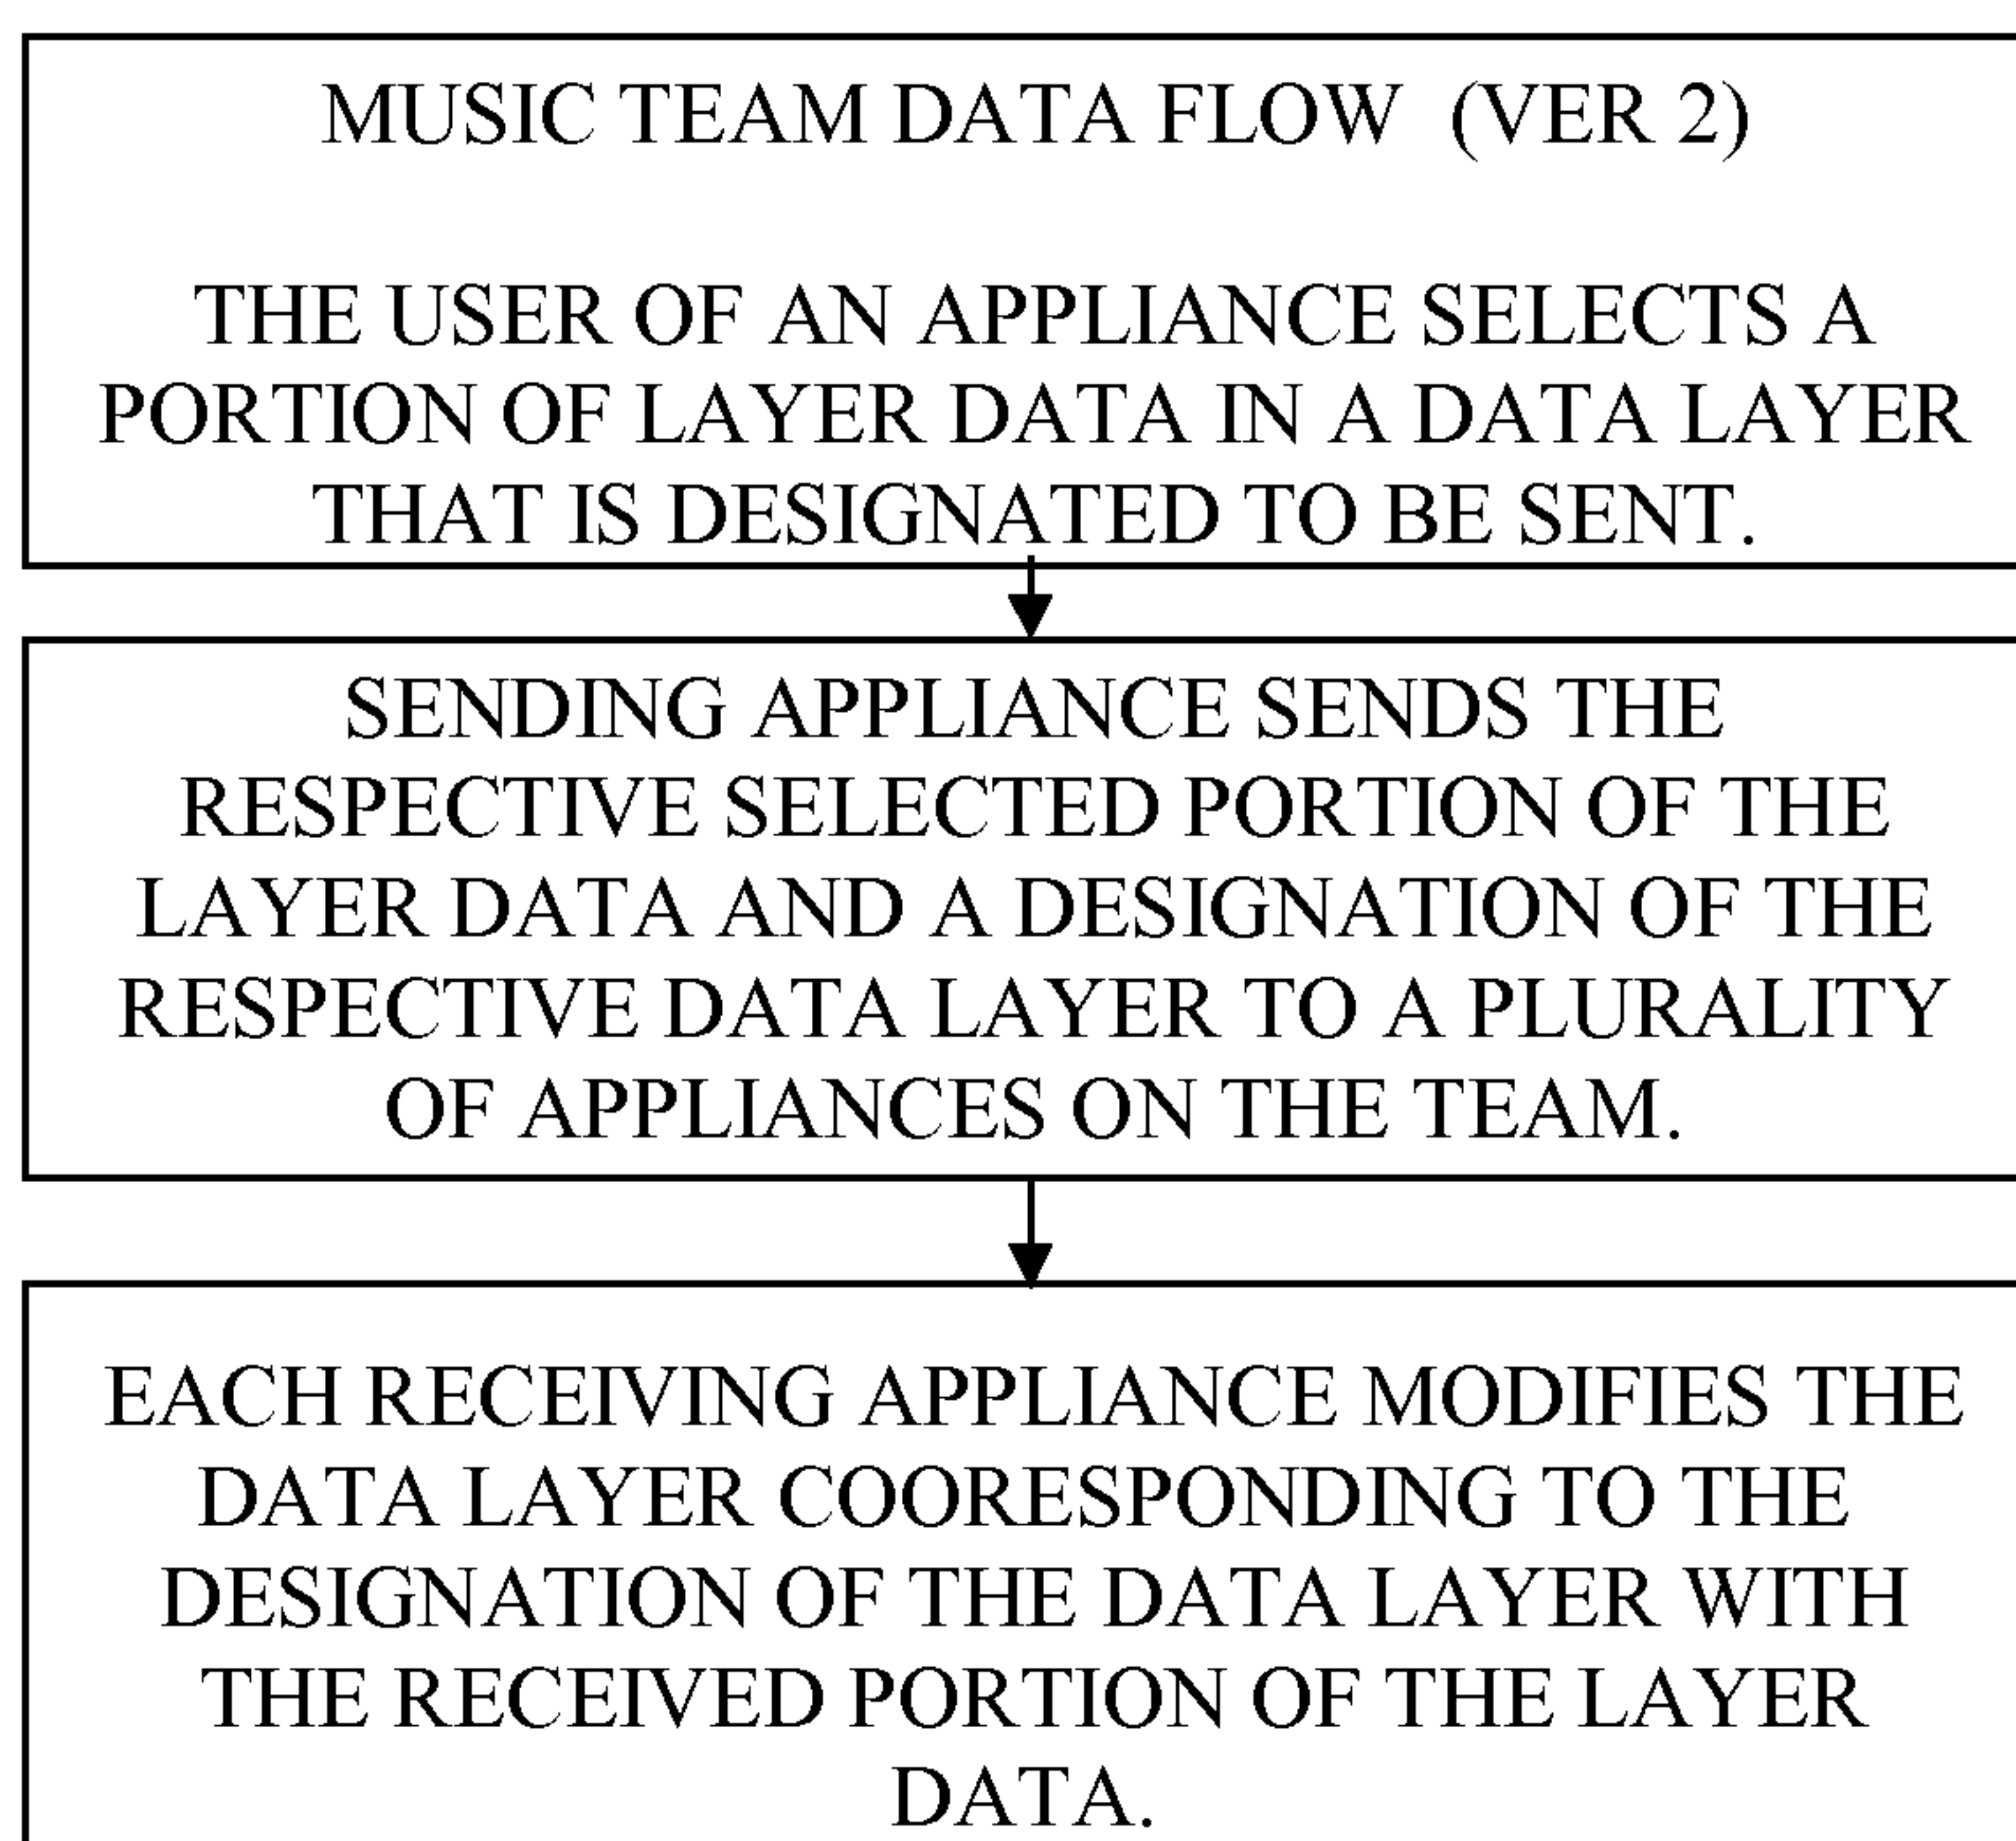 MUSIC TEAM DATA FLOW (VER 2)
THE USER OF AN APPLIANCE SELECTS A
PORTION OF LAYER DATA IN A DATA LAYER
THAT IS DESIGNATED TO BE SENT.
SENDING APPLIANCE SENDS THE
RESPECTIVE SELECTED PORTION OF THE
LAYER DATA AND A DESIGNATION OF THE
RESPECTIVE DATA LAYER TO A PLURALITY
OF APPLIANCES ON THE TEAM.
EACH RECEIVING APPLIANCE MODIFIES THE
DATA LAYER COORESPONDING TO THE
DESIGNATION OF THE DATA LAYER WITH
THE RECEIVED PORTION OF THE LAYER
DATA.